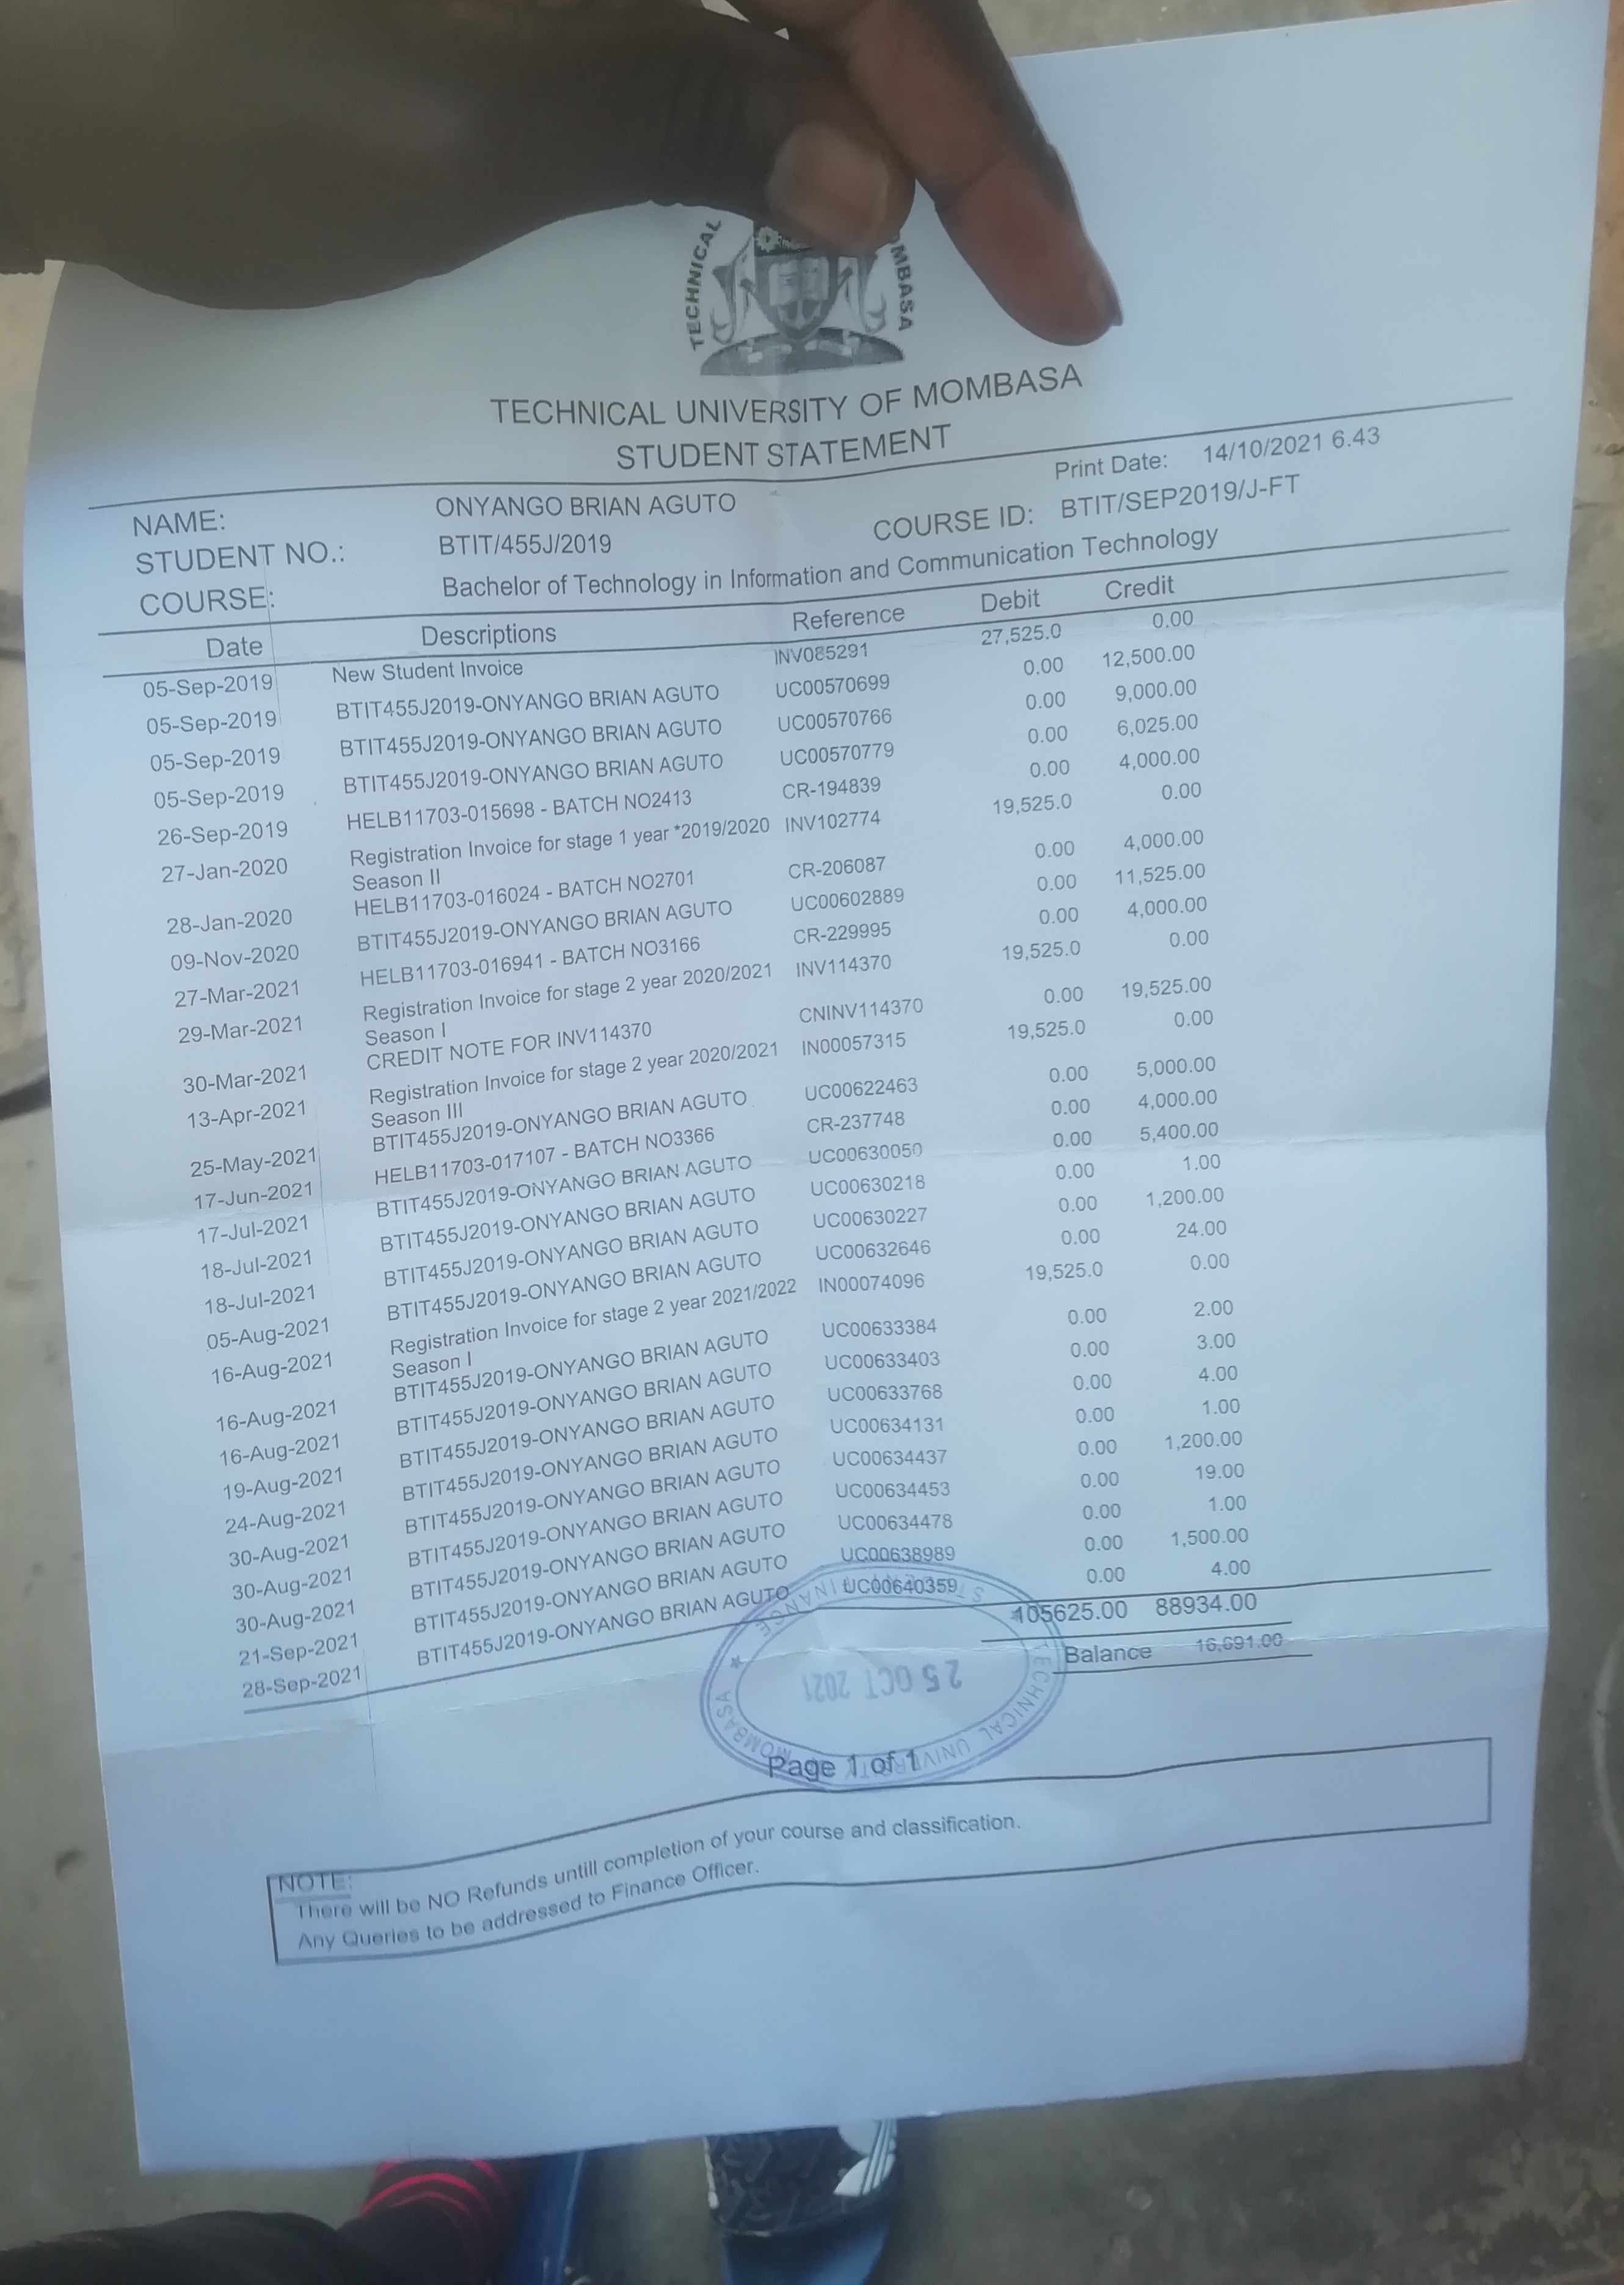 TECHNICAL MBASA
TECHNICAL UNIVERSITY OF MOMBASA
STUDENT STATEMENT
Print Date: 14/10/2021 6.43
NAME: ONYANGO BRIAN AGUTO
STUDENT NO.: BTIT/455J/2019 COURSE ID: BTIT/SEP2019/J-FT
COURSE: Bachelor of Technology in Information and Communication Technology
Date Descriptions Reference Debit Credit
05-Sep-2019 New Student Invoice INV085291 27,525.0 0.00
05-Sep-2019 BTIT455J2019-ONYANGO BRIAN AGUTO UC00570699 0.00 12,500.00
05-Sep-2019 BTIT455J2019-ONYANGO BRIAN AGUTO UC00570766 0.00 9,000.00
05-Sep-2019 BTIT455J2019-ONYANGO BRIAN AGUTO UC00570779 0.00 6,025.00
26-Sep-2019 HELB11703-015698 - BATCH NO2413 CR-194839 0.00 4,000.00
27-Jan-2020 Registration Invoice for stage 1 year *2019/2020 INV102774 19,525.0 0.00
Season II
28-Jan-2020 HELB11703-016024 - BATCH NO2701 CR-206087 0.00 4,000.00
09-Nov-2020 BTIT455J2019-ONYANGO BRIAN AGUTO UC00602889 0.00 11,525.00
27-Mar-2021 HELB11703-016941 - BATCH NO3166 CR-229995 0.00 4,000.00
29-Mar-2021 Registration Invoice for stage 2 year 2020/2021 INV114370 19,525.0 0.00
Season I
30-Mar-2021 CREDIT NOTE FOR INV114370 CNINV114370 0.00 19,525.00
13-Apr-2021 Registration Invoice for stage 2 year 2020/2021 IN00057315 19,525.0 0.00
Season III
25-May-2021 BTIT455J2019-ONYANGO BRIAN AGUTO UC00622463 0.00 5,000.00
17-Jun-2021 HELB11703-017107 - BATCH NO3366 CR-237748 0.00 4,000.00
17-Jul-2021 BTIT455J2019-ONYANGO BRIAN AGUTO UC00630050 0.00 5,400.00
18-Jul-2021 BTIT455J2019-ONYANGO BRIAN AGUTO UC00630218 0.00 1.00
18-Jul-2021 BTIT455J2019-ONYANGO BRIAN AGUTO UC00630227 0.00 1,200.00
05-Aug-2021 BTIT455J2019-ONYANGO BRIAN AGUTO UC00632646 0.00 24.00
16-Aug-2021 Registration Invoice for stage 2 year 2021/2022 IN00074096 19,525.0 0.00
Season I
16-Aug-2021 BTIT455J2019-ONYANGO BRIAN AGUTO UC00633384 0.00 2.00
16-Aug-2021 BTIT455J2019-ONYANGO BRIAN AGUTO UC00633403 0.00 3.00
19-Aug-2021 BTIT455J2019-ONYANGO BRIAN AGUTO UC00633768 0.00 4.00
24-Aug-2021 BTIT455J2019-ONYANGO BRIAN AGUTO UC00634131 0.00 1.00
30-Aug-2021 BTIT455J2019-ONYANGO BRIAN AGUTO UC00634437 0.00 1,200.00
30-Aug-2021 BTIT455J2019-ONYANGO BRIAN AGUTO UC00634453 0.00 19.00
30-Aug-2021 BTIT455J2019-ONYANGO BRIAN AGUTO UC00634478 0.00 1.00
21-Sep-2021 BTIT455J2019-ONYANGO BRIAN AGUTO UC00638989 0.00 1,500.00
28-Sep-2021 BTIT455J2019-ONYANGO BRIAN AGUTO UC00640359 0.00 4.00
105625.00 88934.00
Balance 16,691.00
TECHNICAL UNIVERSITY MOMBASA
25 OCT 2021
Page 1 of 1
NOTE:
There will be NO Refunds untill completion of your course and classification.
Any Queries to be addressed to Finance Officer.